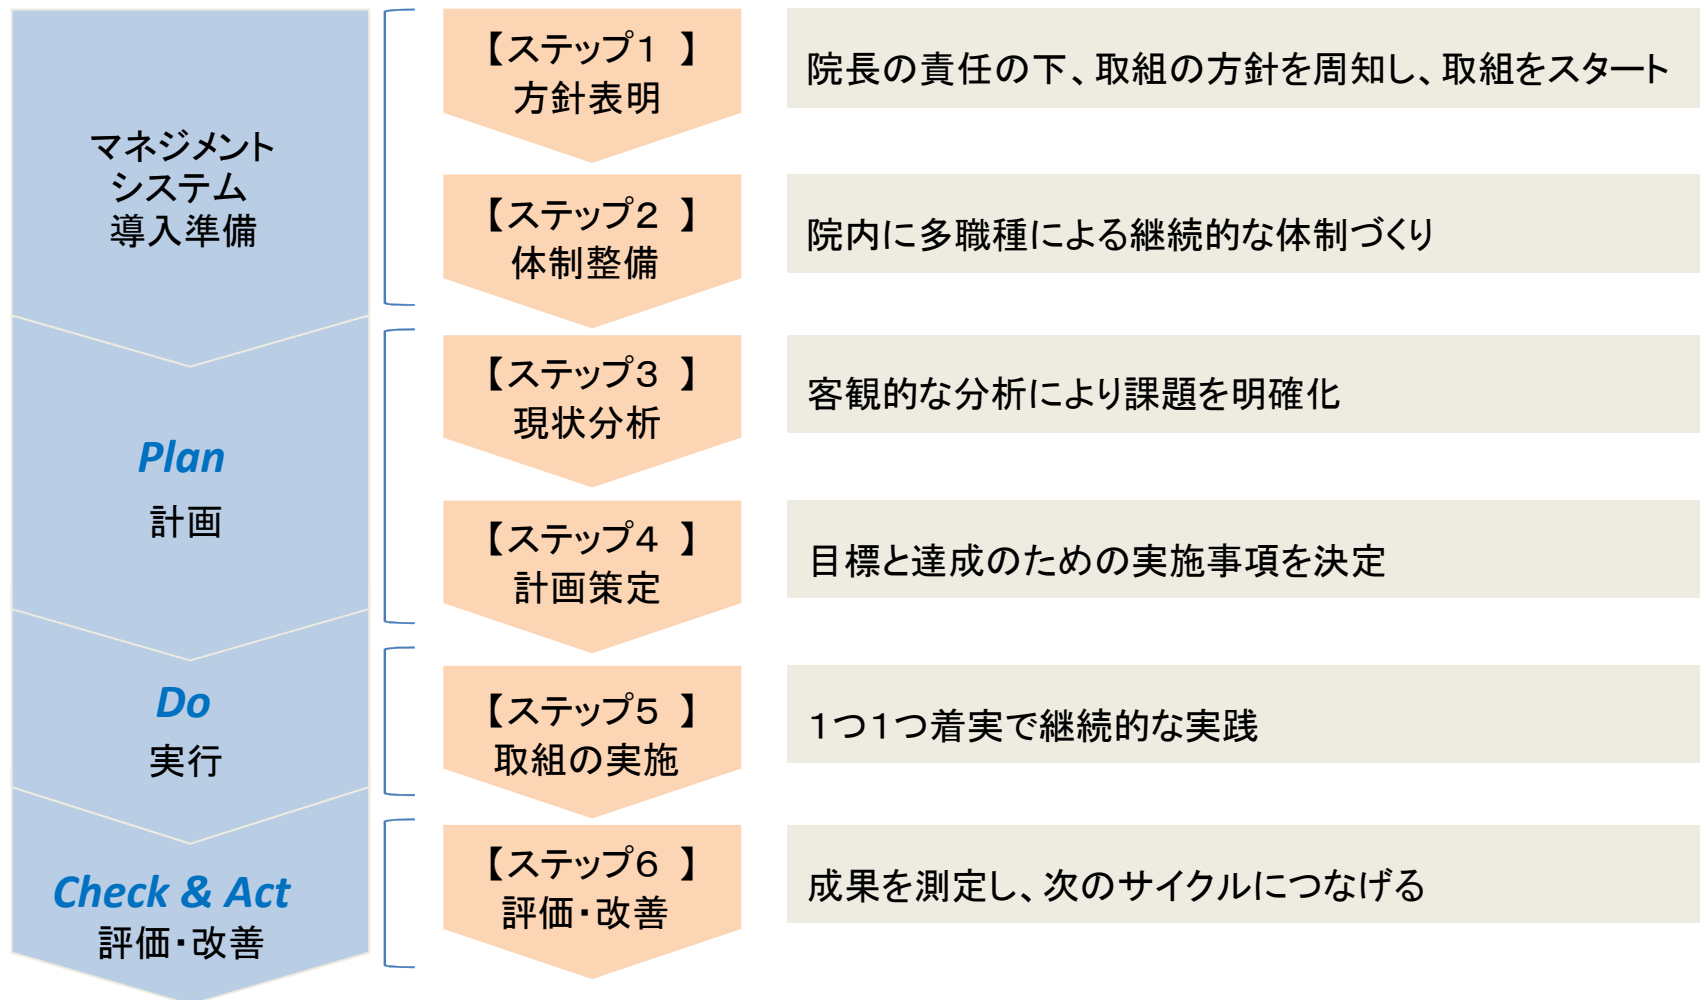 マネジメント
システム
導入準備
【ステップ１ 】
方針表明
院長の責任の下、取組の方針を周知し、取組をスタート
【ステップ２ 】
体制整備
院内に多職種による継続的な体制づくり
Plan
計画
【ステップ３ 】
現状分析
客観的な分析により課題を明確化
【ステップ４ 】
計画策定
目標と達成のための実施事項を決定
Do
実行
【ステップ５ 】
取組の実施
１つ１つ着実で継続的な実践
Check & Act
評価・改善
【ステップ６ 】
評価・改善
成果を測定し、次のサイクルにつなげる